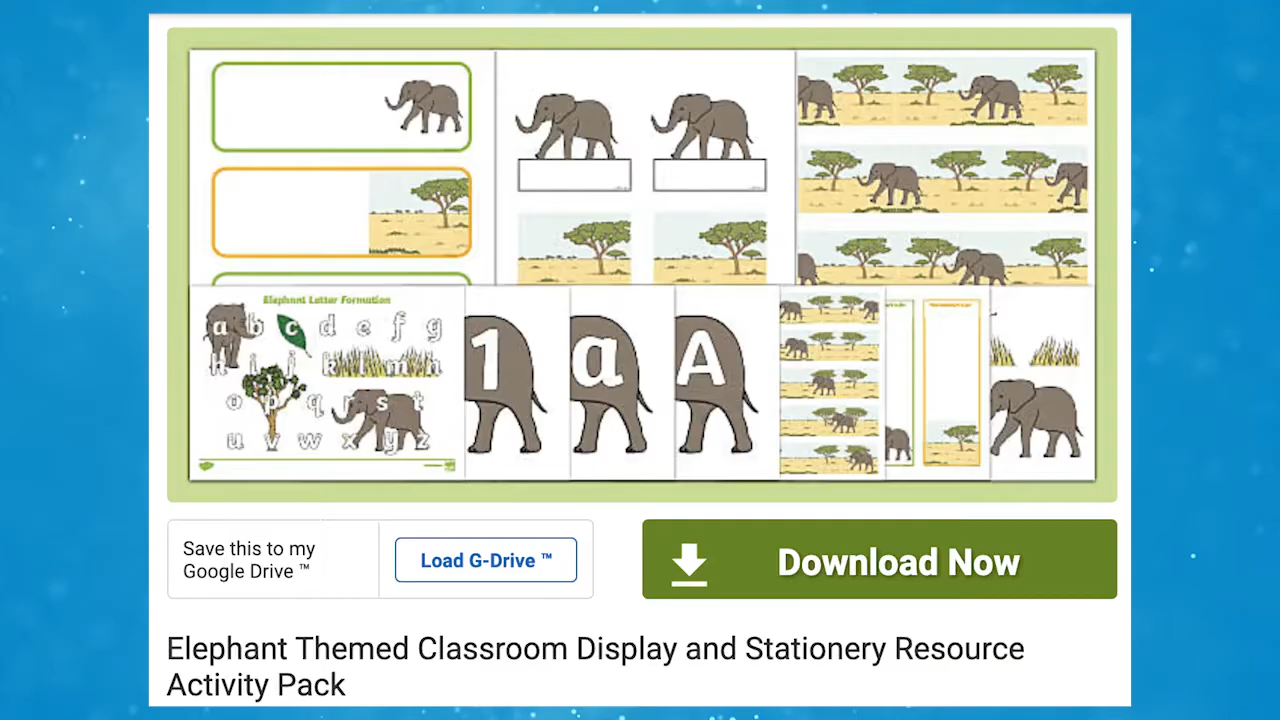 Elephant Letter Formation
a b c d e f g
h i j k l m n
o p q r s t
u v w x y z
1
a
A
Save this to my
Google Drive ™
Load G-Drive ™
Download Now
Elephant Themed Classroom Display and Stationery Resource
Activity Pack